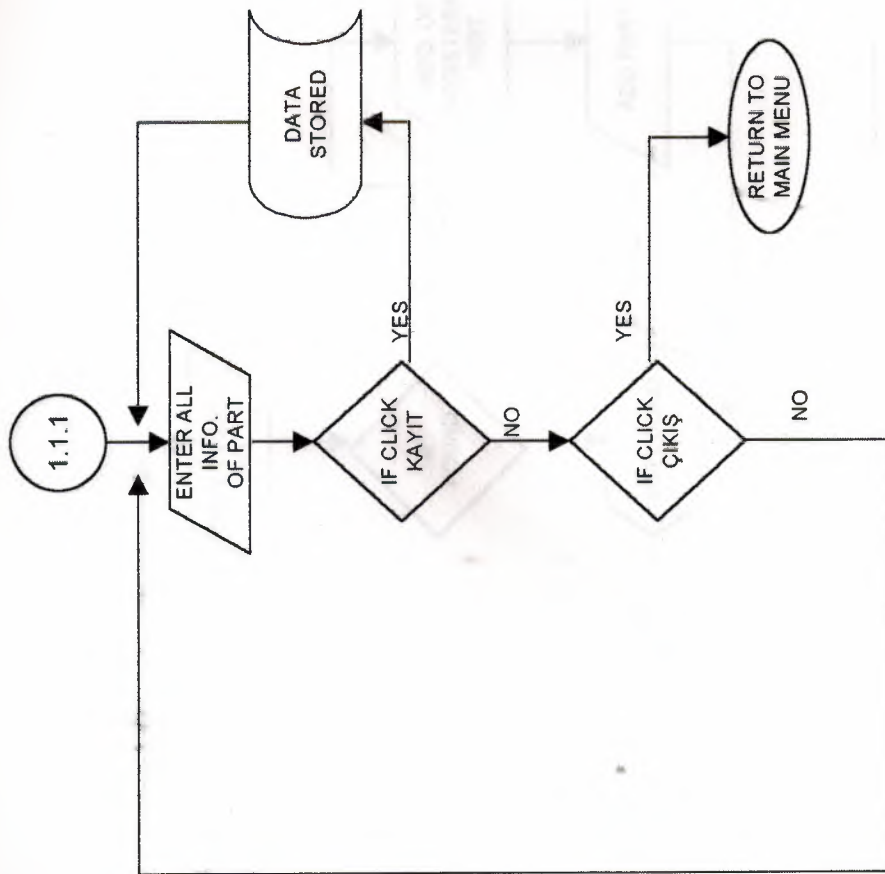 1.1.1
ENTER ALL
INFO.
OF PART
DATA
STORED
IF CLICK
KAYIT
YES
NO
IF CLICK
ÇIKIŞ
YES
NO
RETURN TO
MAIN MENU